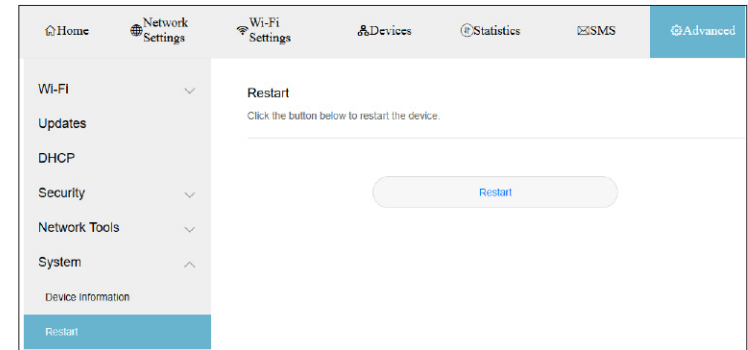 Home
Network
Settings
Wi-Fi
Settings
Devices
Statistics
SMS
Advanced
Wi-Fi
Updates
DHCP
Security
Network Tools
System
Device Information
Restart
Restart
Click the button below to restart the device.
Restart